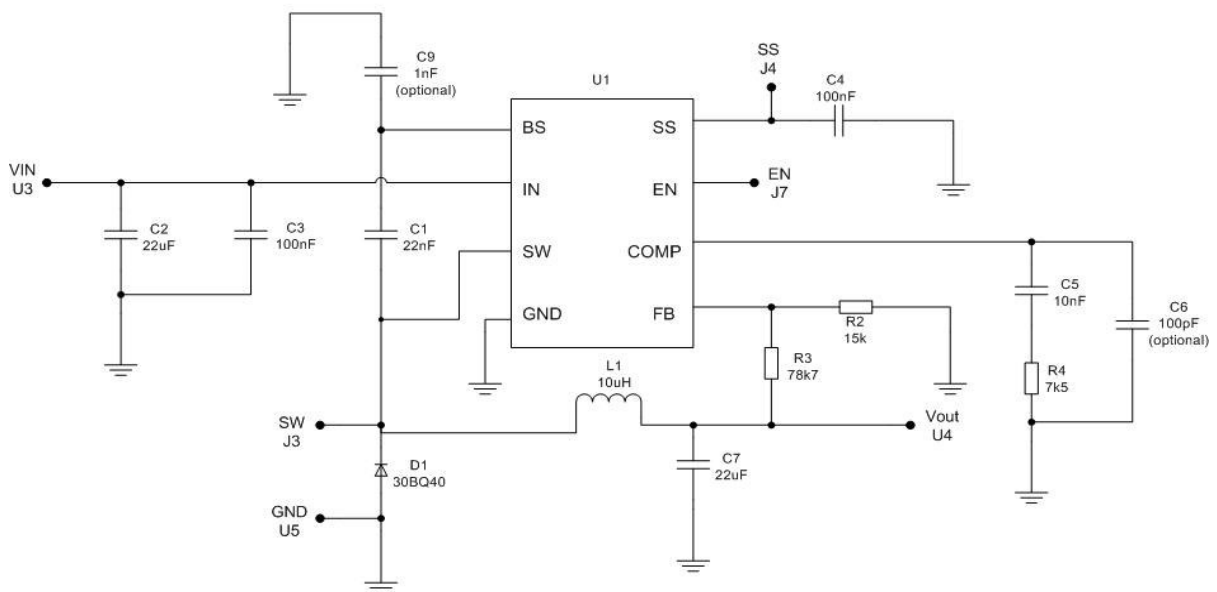 C9
1nF
(optional)
U1
SS
J4
C4
100nF
BS
SS
VIN
U3
IN
EN
EN
J7
C2
22uF
C3
100nF
C1
22nF
SW
COMP
C5
10nF
C6
100pF
(optional)
GND
FB
R2
15k
R3
78k7
L1
10uH
R4
7k5
SW
J3
Vout
U4
D1
30BQ40
C7
22uF
GND
U5